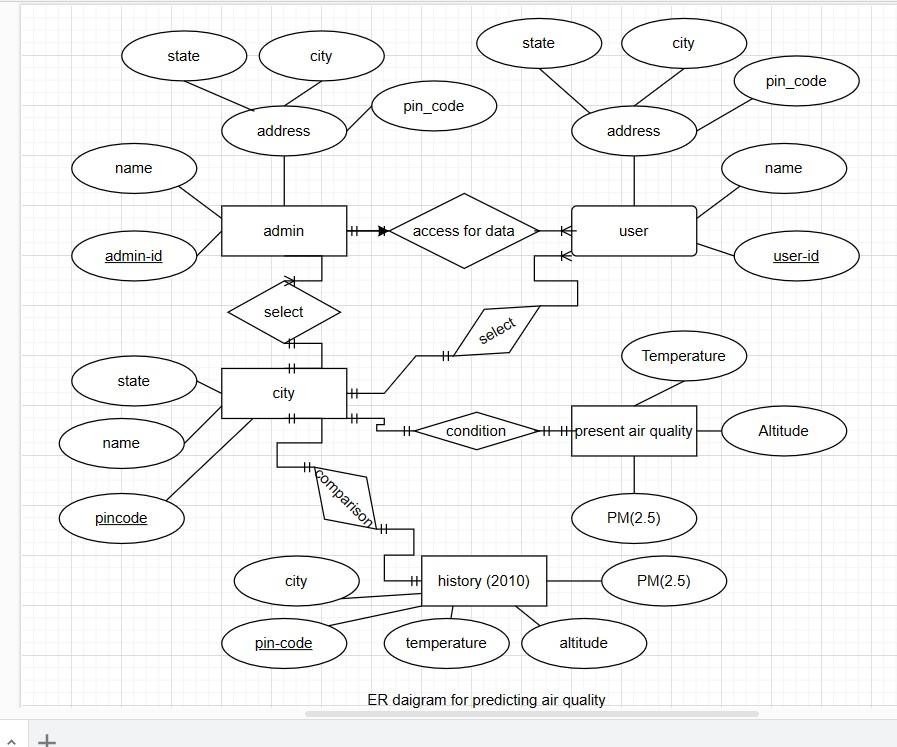 state
city
state
city
pin_code
pin_code
address
address
name
name
admin
access for data
user
admin-id
user-id
select
select
Temperature
state
city
name
condition
present air quality
Altitude
pincode
comparison
PM(2.5)
city
history (2010)
PM(2.5)
pin-code
temperature
altitude
ER daigram for predicting air quality